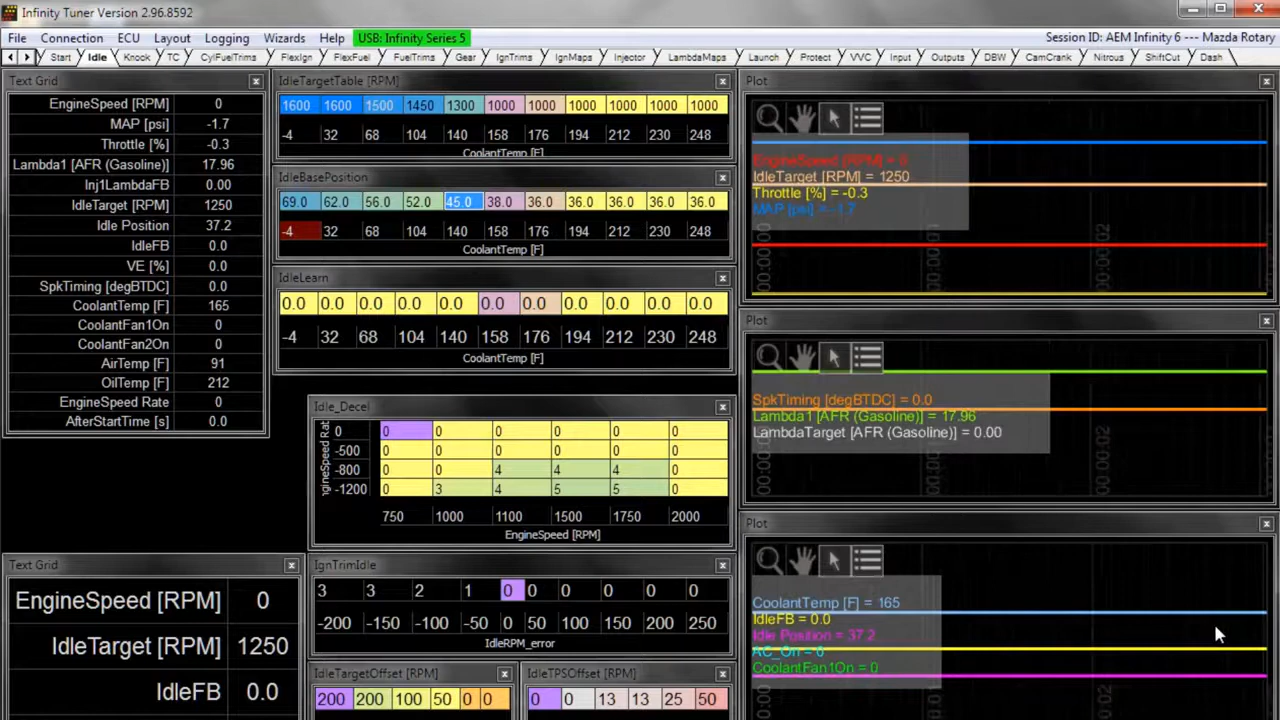 Infinity Tuner Version 2.96.8592
File Connection ECU Layout Logging Wizards Help USB: Infinity Series 5 Session ID: AEM Infinity 6 --- Mazda Rotary
Start Idle Knock TC CylFuelTrims FlexIgn FlexFuel FuelTrims Gear IgnTrims IgnMaps Injector LambdaMaps Launch Protect VVC Input Outputs DBW CamCrank Nitrous ShiftCut Dash
Text Grid
EngineSpeed [RPM] 0
MAP [psi] -1.7
Throttle [%] -0.3
Lambda1 [AFR (Gasoline)] 17.96
Inj1LambdaFB 0.00
IdleTarget [RPM] 1250
Idle Position 37.2
IdleFB 0.0
VE [%] 0.0
SpkTiming [degBTDC] 0.0
CoolantTemp [F] 165
CoolantFan1On 0
CoolantFan2On 0
AirTemp [F] 91
OilTemp [F] 212
EngineSpeed Rate 0
AfterStartTime [s] 0.0
Text Grid
EngineSpeed [RPM] 0
IdleTarget [RPM] 1250
IdleFB 0.0
IdleTargetTable [RPM]
1600 1600 1500 1450 1300 1000 1000 1000 1000 1000 1000
-4 32 68 104 140 158 176 194 212 230 248
CoolantTemp [F]
IdleBasePosition
69.0 62.0 56.0 52.0 45.0 38.0 36.0 36.0 36.0 36.0 36.0
-4 32 68 104 140 158 176 194 212 230 248
CoolantTemp [F]
IdleLearn
0.0 0.0 0.0 0.0 0.0 0.0 0.0 0.0 0.0 0.0 0.0
-4 32 68 104 140 158 176 194 212 230 248
CoolantTemp [F]
Idle_Decel
0 0 0 0 0 0 0
-500 0 0 0 0 0 0
-800 0 0 4 4 4 0
-1200 0 3 4 5 5 0
750 1000 1100 1500 1750 2000
EngineSpeed [RPM]
IgnTrimIdle
3 3 2 1 0 0 0 0 0
-200 -150 -100 -50 0 50 100 150 200 250
IdleRPM_error
IdleTargetOffset [RPM]
200 200 100 50 0 0
IdleTPSOffset [RPM]
0 0 13 13 25 50
Plot
EngineSpeed [RPM] = 0
IdleTarget [RPM] = 1250
Throttle [%] = -0.3
MAP [psi] = -1.7
Plot
SpkTiming [degBTDC] = 0.0
Lambda1 [AFR (Gasoline)] = 17.96
LambdaTarget [AFR (Gasoline)] = 0.00
Plot
CoolantTemp [F] = 165
IdleFB = 0.0
Idle Position = 37.2
AC_On = 0
CoolantFan1On = 0